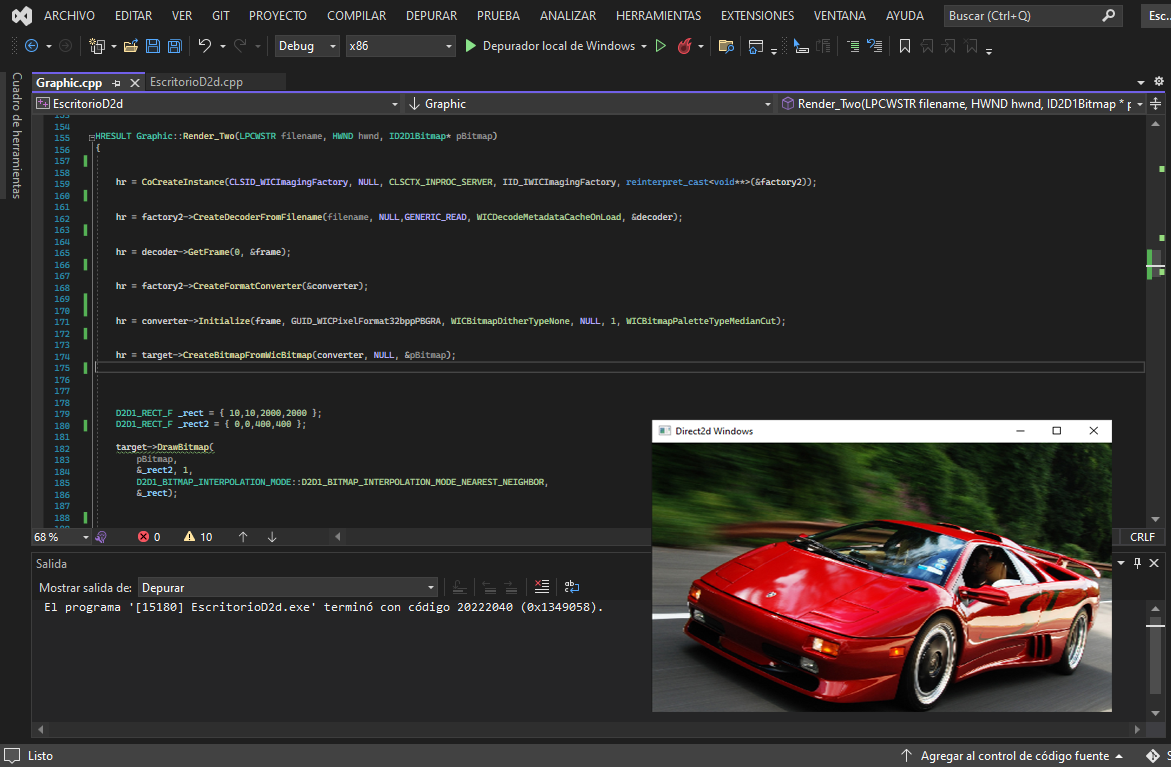 ARCHIVO EDITAR VER GIT PROYECTO COMPILAR DEPURAR PRUEBA ANALIZAR HERRAMIENTAS EXTENSIONES VENTANA AYUDA Buscar (Ctrl+Q) Esc...
Debug x86 Depurador local de Windows
Cuadro de herramientas
Graphic.cpp EscritorioD2d.cpp
EscritorioD2d Graphic Render_Two(LPCWSTR filename, HWND hwnd, ID2D1Bitmap * p
153
154
155 HRESULT Graphic::Render_Two(LPCWSTR filename, HWND hwnd, ID2D1Bitmap* pBitmap)
156 {
157
158
159 hr = CoCreateInstance(CLSID_WICImagingFactory, NULL, CLSCTX_INPROC_SERVER, IID_IWICImagingFactory, reinterpret_cast<void**>(&factory2));
160
161
162 hr = factory2->CreateDecoderFromFilename(filename, NULL,GENERIC_READ, WICDecodeMetadataCacheOnLoad, &decoder);
163
164
165 hr = decoder->GetFrame(0, &frame);
166
167
168 hr = factory2->CreateFormatConverter(&converter);
169
170
171 hr = converter->Initialize(frame, GUID_WICPixelFormat32bppPBGRA, WICBitmapDitherTypeNone, NULL, 1, WICBitmapPaletteTypeMedianCut);
172
173
174 hr = target->CreateBitmapFromWicBitmap(converter, NULL, &pBitmap);
175
176
177
178
179 D2D1_RECT_F _rect = { 10,10,2000,2000 };
180 D2D1_RECT_F _rect2 = { 0,0,400,400 };
181
182 target->DrawBitmap(
183 pBitmap,
184 &_rect2, 1,
185 D2D1_BITMAP_INTERPOLATION_MODE::D2D1_BITMAP_INTERPOLATION_MODE_NEAREST_NEIGHBOR,
186 &_rect);
187
188
68 % 0 10 CRLF
Direct2d Windows
Salida
Mostrar salida de: Depurar
El programa '[15180] EscritorioD2d.exe' terminó con código 20222040 (0x1349058).
Listo Agregar al control de código fuente S